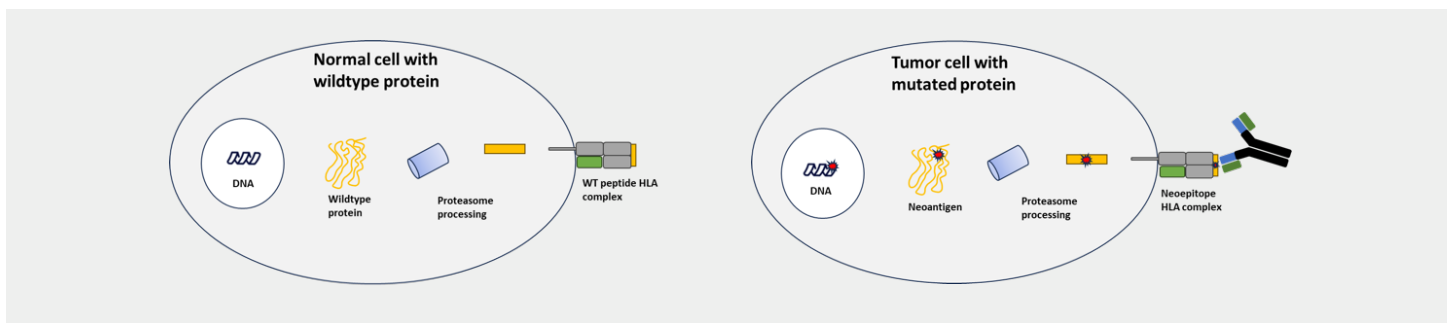 Normal cell with
wildtype protein
DNA
Wildtype
protein
Proteasome
processing
WT peptide HLA
complex
Tumor cell with
mutated protein
DNA
Neoantigen
Proteasome
processing
Neoepitope
HLA complex